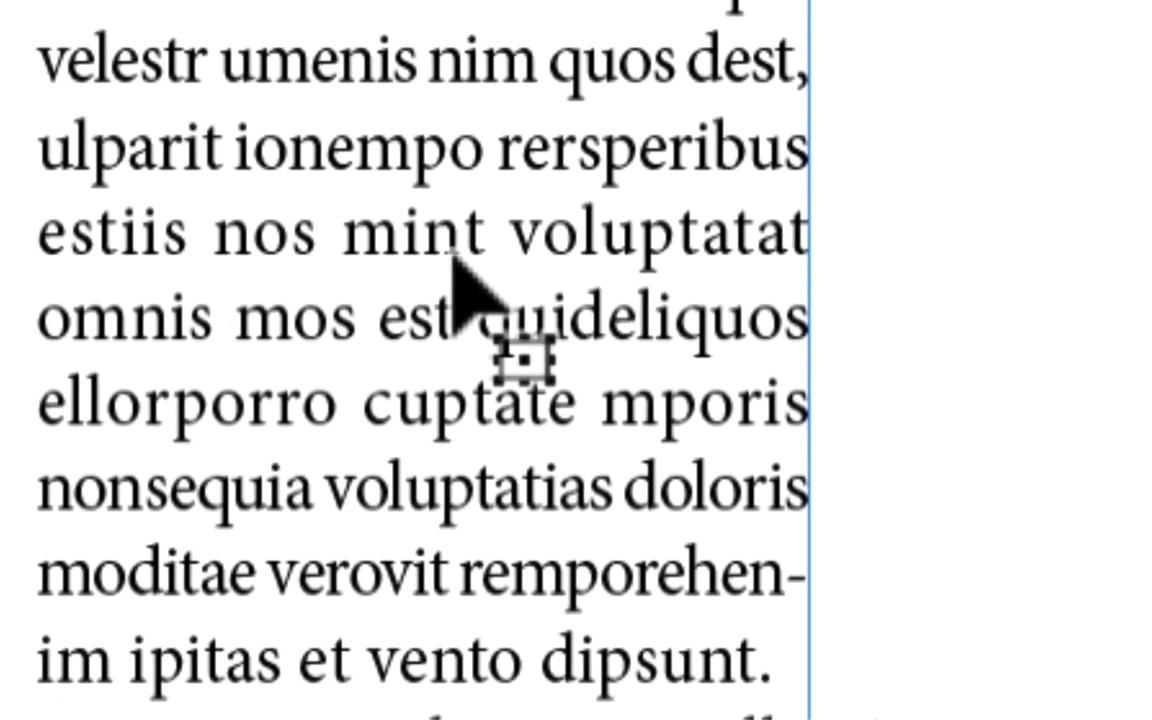 velestr umenis nim quos dest,
ulparit ionempo rersperibus
estiis nos mint voluptatat
omnis mos est quideliquos
ellorporro cuptate mporis
nonsequia voluptatias doloris
moditae verovit remporehen-
im ipitas et vento dipsunt.